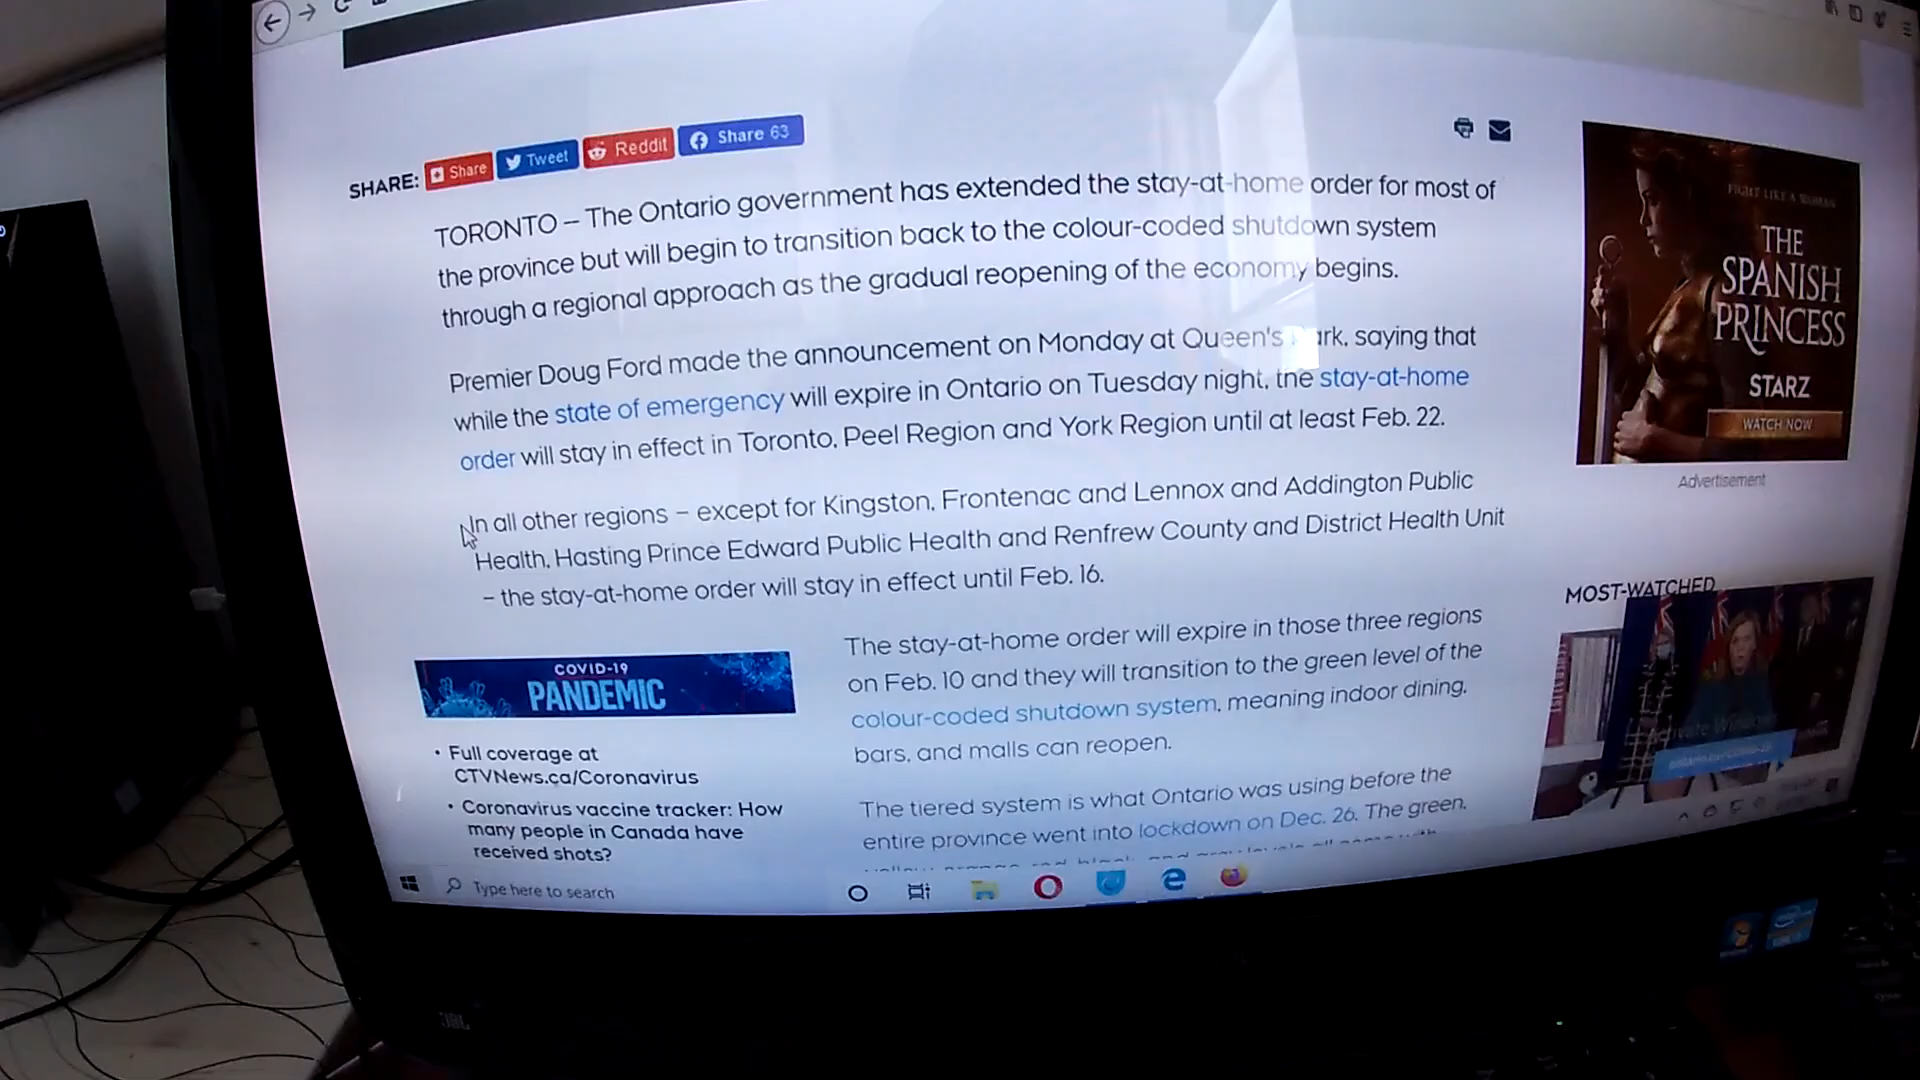 SHARE: Share Tweet Reddit Share 63
TORONTO – The Ontario government has extended the stay-at-home order for most of
the province but will begin to transition back to the colour-coded shutdown system
through a regional approach as the gradual reopening of the economy begins.
Premier Doug Ford made the announcement on Monday at Queen's ark, saying that
while the state of emergency will expire in Ontario on Tuesday night, the stay-at-home
order will stay in effect in Toronto, Peel Region and York Region until at least Feb. 22.
In all other regions – except for Kingston, Frontenac and Lennox and Addington Public
Health, Hasting Prince Edward Public Health and Renfrew County and District Health Unit
– the stay-at-home order will stay in effect until Feb. 16.
The stay-at-home order will expire in those three regions
on Feb. 10 and they will transition to the green level of the
colour-coded shutdown system, meaning indoor dining,
bars, and malls can reopen.
The tiered system is what Ontario was using before the
entire province went into lockdown on Dec. 26. The green,
COVID-19
PANDEMIC
• Full coverage at
CTVNews.ca/Coronavirus
• Coronavirus vaccine tracker: How
many people in Canada have
received shots?
FIGHT LIKE A WOMAN
THE
SPANISH
PRINCESS
STARZ
WATCH NOW
Advertisement
MOST-WATCHED
Type here to search
JBL